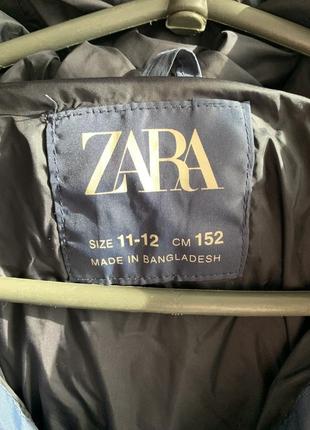 ZARA
SIZE 11-12 CM 152
MADE IN BANGLADESH